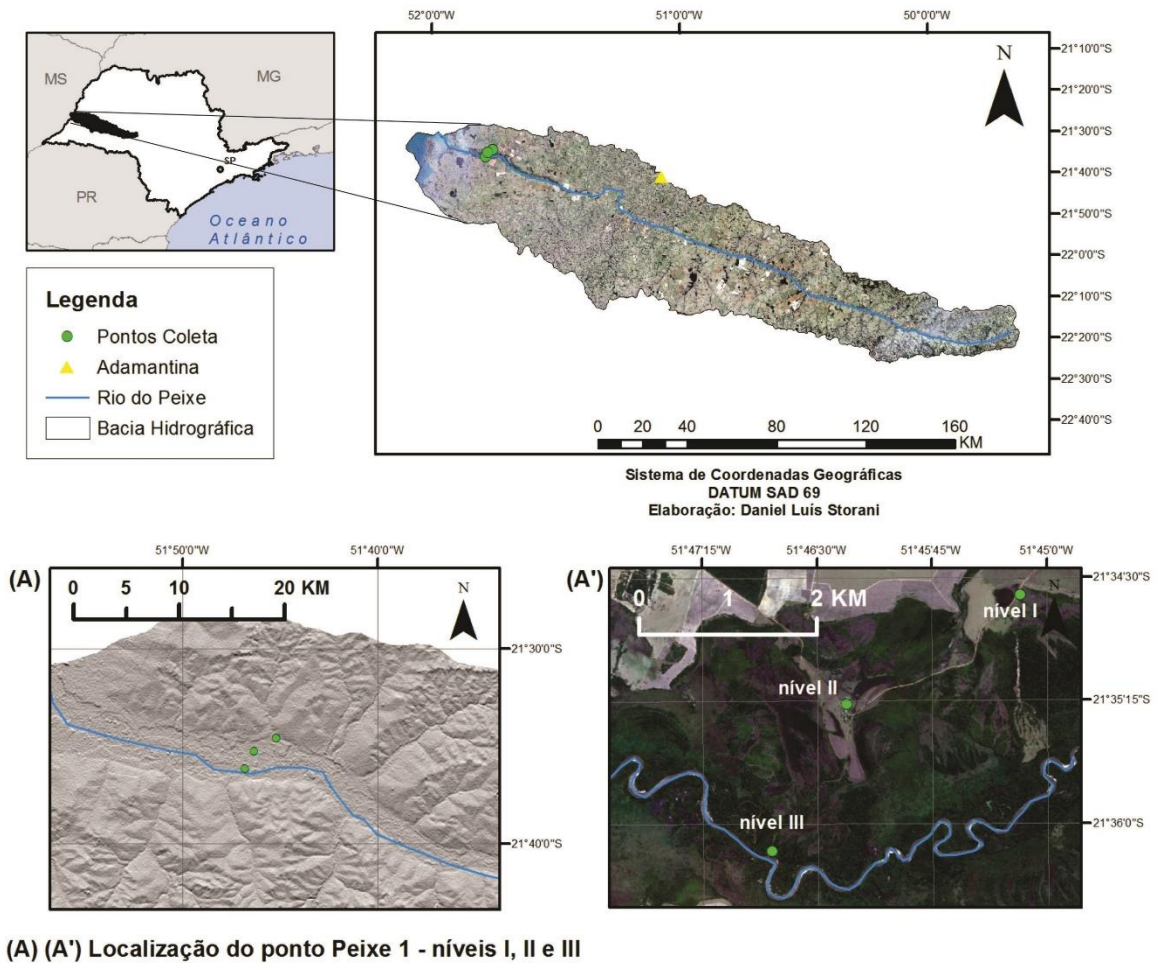 52°0'0"W 51°0'0"W 50°0'0"W
MS
MG
SP
PR
Oceano
Atlântico
N
21°10'0"S
21°20'0"S
21°30'0"S
21°40'0"S
21°50'0"S
22°0'0"S
22°10'0"S
22°20'0"S
22°30'0"S
22°40'0"S
0 20 40 80 120 160
KM
Legenda
Pontos Coleta
Adamantina
Rio do Peixe
Bacia Hidrográfica
Sistema de Coordenadas Geográficas
DATUM SAD 69
Elaboração: Daniel Luís Storani
(A)
51°50'0"W 51°40'0"W
0 5 10 20 KM
N
21°30'0"S
21°40'0"S
(A')
51°47'15"W 51°46'30"W 51°45'45"W 51°45'0"W
0 1 2 KM
N
nível I
nível II
nível III
21°34'30"S
21°35'15"S
21°36'0"S
(A) (A') Localização do ponto Peixe 1 - níveis I, II e III